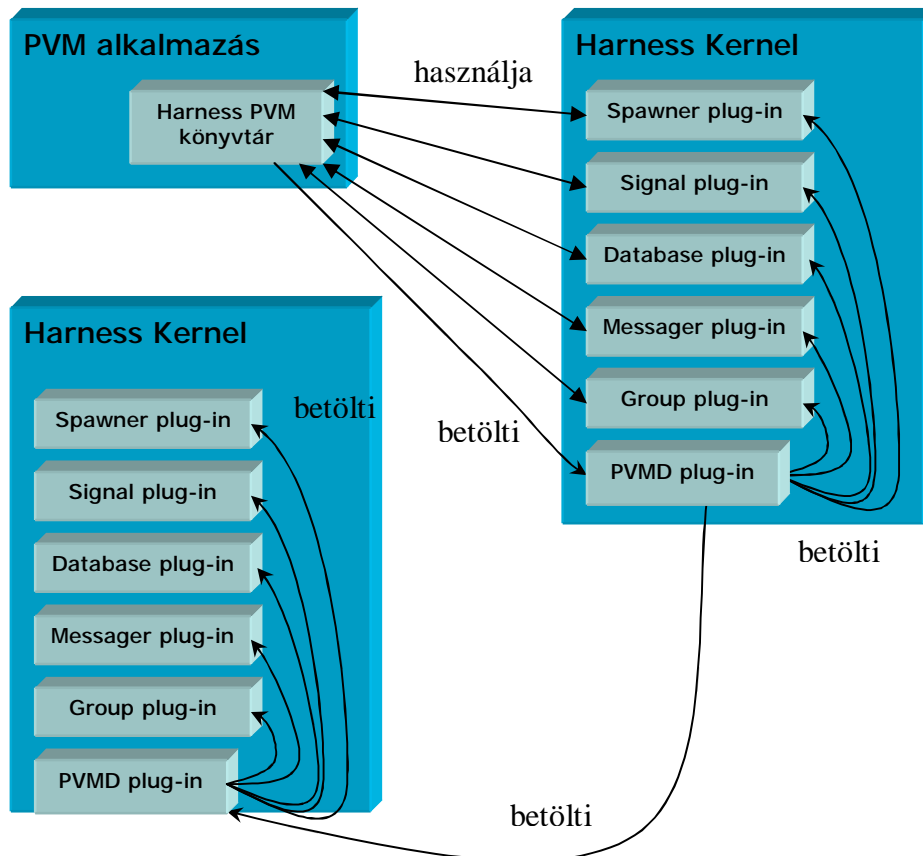 PVM alkalmazás
Harness PVM
könyvtár
használja
Harness Kernel
Spawner plug-in
Signal plug-in
Database plug-in
Messager plug-in
Group plug-in
PVMD plug-in
betölti
betölti
Harness Kernel
Spawner plug-in
betölti
Signal plug-in
Database plug-in
Messager plug-in
Group plug-in
PVMD plug-in
betölti